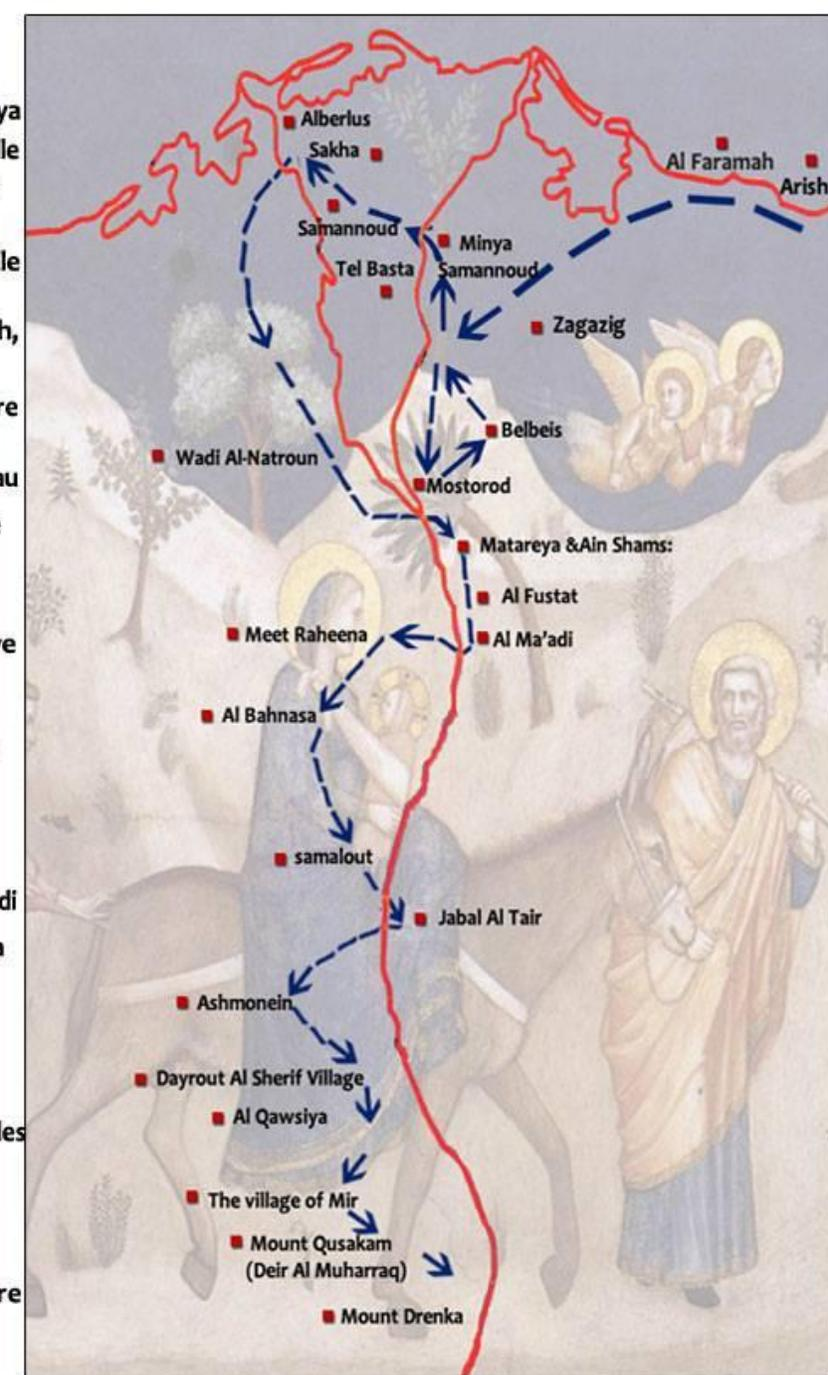 Alberlus
Sakha
Al Faramah
Arish
Samannoud
Minya
Samannoud
Tel Basta
Zagazig
Belbeis
Wadi Al-Natroun
Mostorod
Matareya &Ain Shams:
Al Fustat
Meet Raheena
Al Ma'adi
Al Bahnasa
samalout
Jabal Al Tair
Ashmonein
Dayrout Al Sherif Village
Al Qawsiya
The village of Mir
Mount Qusakam
(Deir Al Muharraq)
Mount Drenka